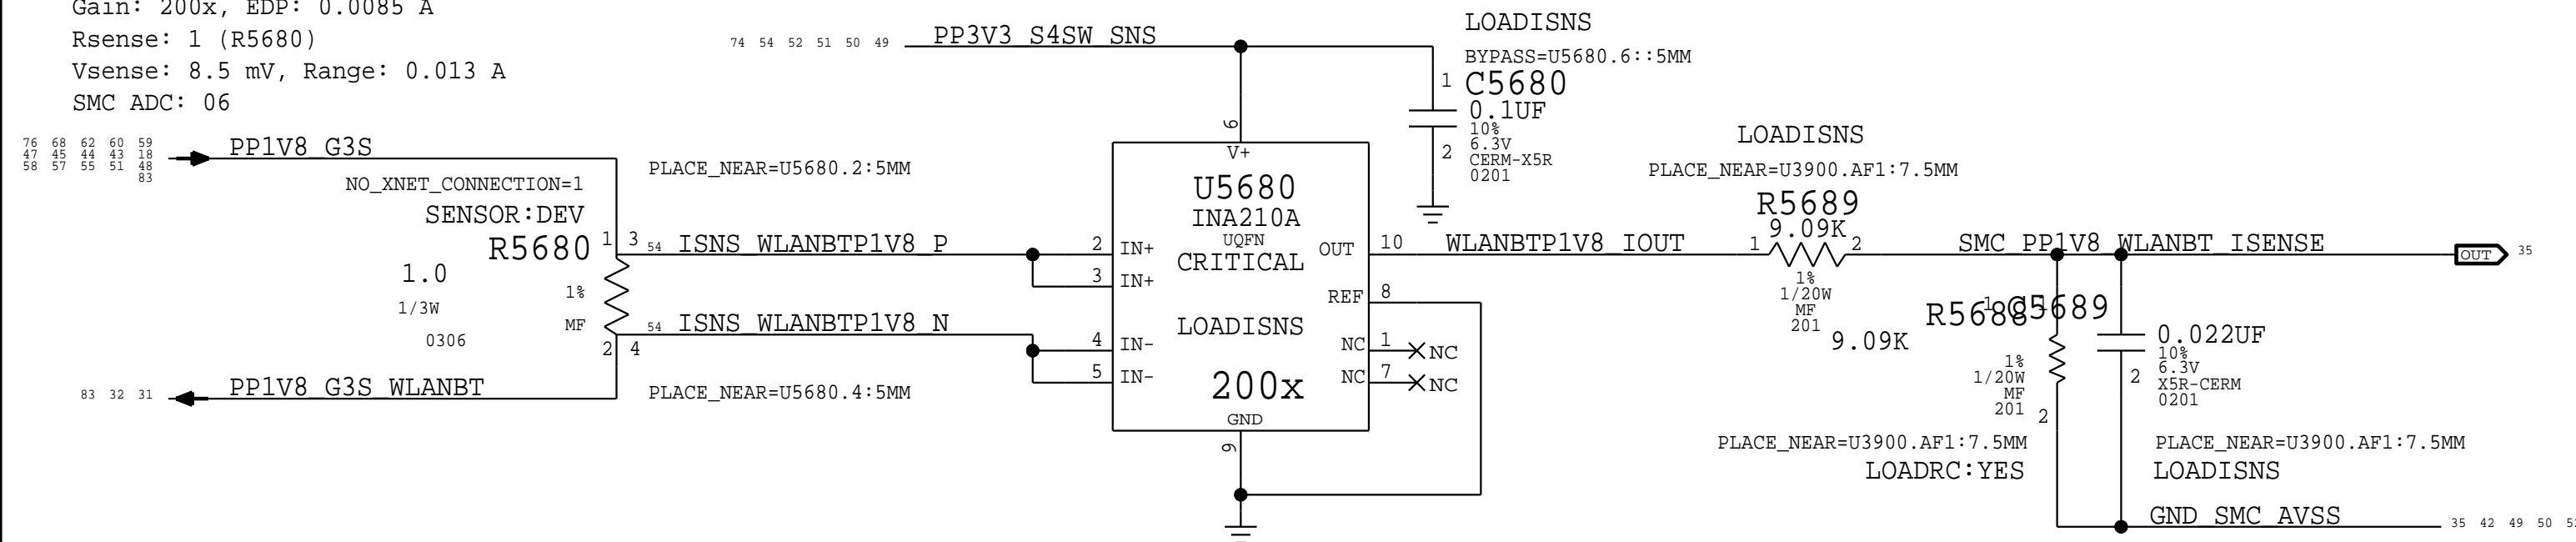 Gain: 200x, EDP: 0.0085 A
Rsense: 1 (R5680)
Vsense: 8.5 mV, Range: 0.013 A
SMC ADC: 06
74 54 52 51 50 49
PP3V3_S4SW_SNS
LOADISNS
BYPASS=U5680.6::5MM
1
C5680
0.1UF
10%
6.3V
CERM-X5R
0201
2
76 68 62 60 59
47 45 44 43 18
58 57 55 51 48
83
PP1V8_G3S
NO_XNET_CONNECTION=1
SENSOR:DEV
R5680
1.0
1/3W
0306
1%
MF
1 3
2 4
PLACE_NEAR=U5680.2:5MM
54 ISNS_WLANBTP1V8_P
54 ISNS_WLANBTP1V8_N
PLACE_NEAR=U5680.4:5MM
83 32 31
PP1V8_G3S_WLANBT
6
V+
U5680
INA210A
UQFN
CRITICAL
LOADISNS
200x
GND
9
2 IN+
3 IN+
4 IN-
5 IN-
OUT 10
REF 8
NC 1 NC
NC 7 NC
WLANBTP1V8_IOUT
LOADISNS
PLACE_NEAR=U3900.AF1:7.5MM
R5689
9.09K
1 2
1%
1/20W
MF
201
SMC_PP1V8_WLANBT_ISENSE
OUT 35
R5688
9.09K
1
1%
1/20W
MF
201
2
PLACE_NEAR=U3900.AF1:7.5MM
LOADRC:YES
C5689
0.022UF
10%
6.3V
X5R-CERM
0201
2
PLACE_NEAR=U3900.AF1:7.5MM
LOADISNS
GND_SMC_AVSS
35 42 49 50